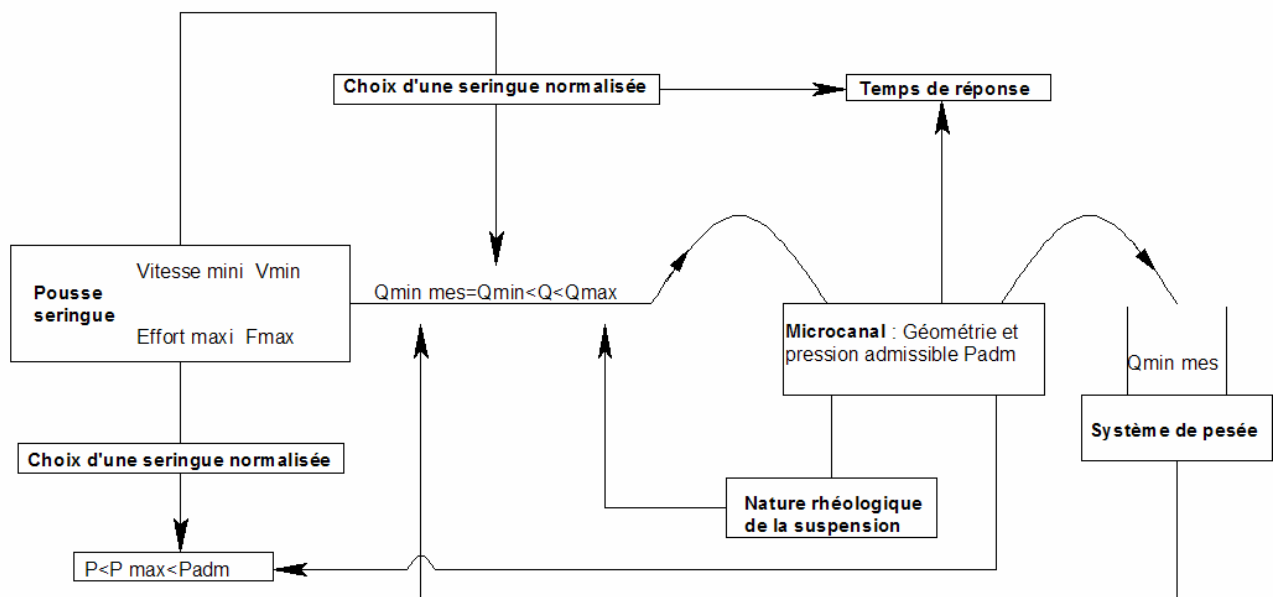 Choix d'une seringue normalisée
Temps de réponse
Vitesse mini Vmin
Pousse
seringue
Effort maxi Fmax
Qmin mes=Qmin<Q<Qmax
Microcanal : Géométrie et
pression admissible Padm
Qmin mes
Système de pesée
Choix d'une seringue normalisée
Nature rhéologique
de la suspension
P<P max<Padm